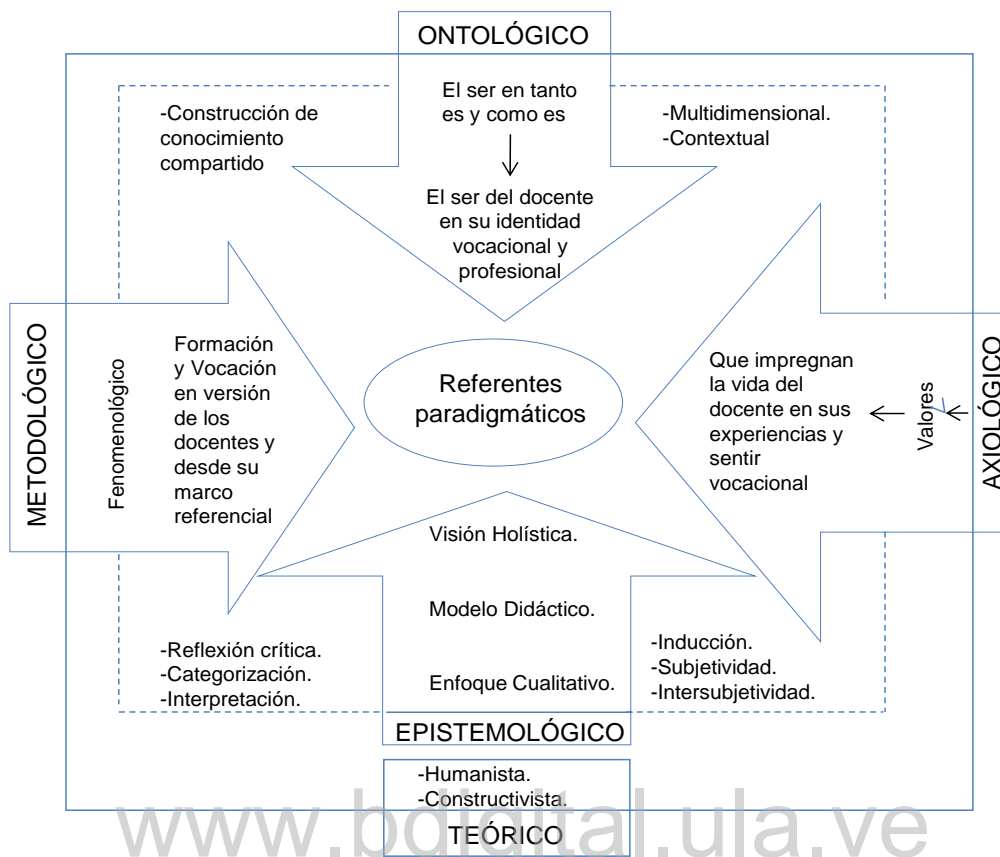 ONTOLÓGICO
El ser en tanto
es y como es
El ser del docente
en su identidad
vocacional y
profesional
-Construcción de
conocimiento
compartido
-Multidimensional.
-Contextual
METODOLÓGICO
Fenomenológico
Formación
y Vocación
en versión
de los
docentes y
desde su
marco
referencial
Referentes
paradigmáticos
Que impregnan
la vida del
docente en sus
experiencias y
sentir
vocacional
Valores
AXIOLÓGICO
Visión Holística.
Modelo Didáctico.
Enfoque Cualitativo.
-Reflexión crítica.
-Categorización.
-Interpretación.
-Inducción.
-Subjetividad.
-Intersubjetividad.
EPISTEMOLÓGICO
-Humanista.
-Constructivista.
TEÓRICO
www.bdigital.ula.ve